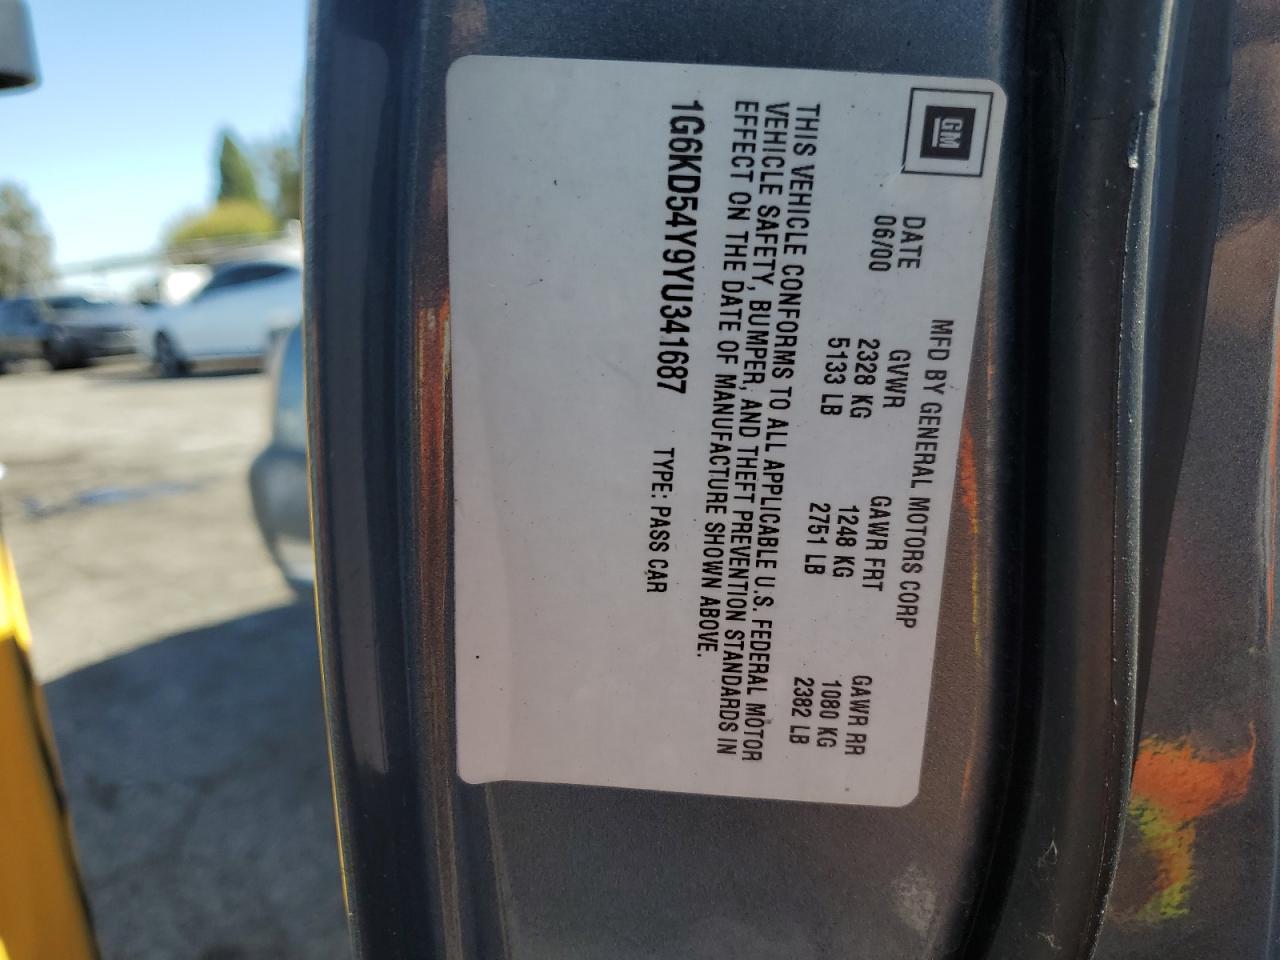 GM
MFD BY GENERAL MOTORS CORP
DATE GVWR GAWR FRT GAWR RR
06/00 2328 KG 1248 KG 1080 KG
5133 LB 2751 LB 2382 LB
THIS VEHICLE CONFORMS TO ALL APPLICABLE U.S. FEDERAL MOTOR
VEHICLE SAFETY, BUMPER, AND THEFT PREVENTION STANDARDS IN
EFFECT ON THE DATE OF MANUFACTURE SHOWN ABOVE.
1G6KD54Y9YU341687 TYPE: PASS CAR